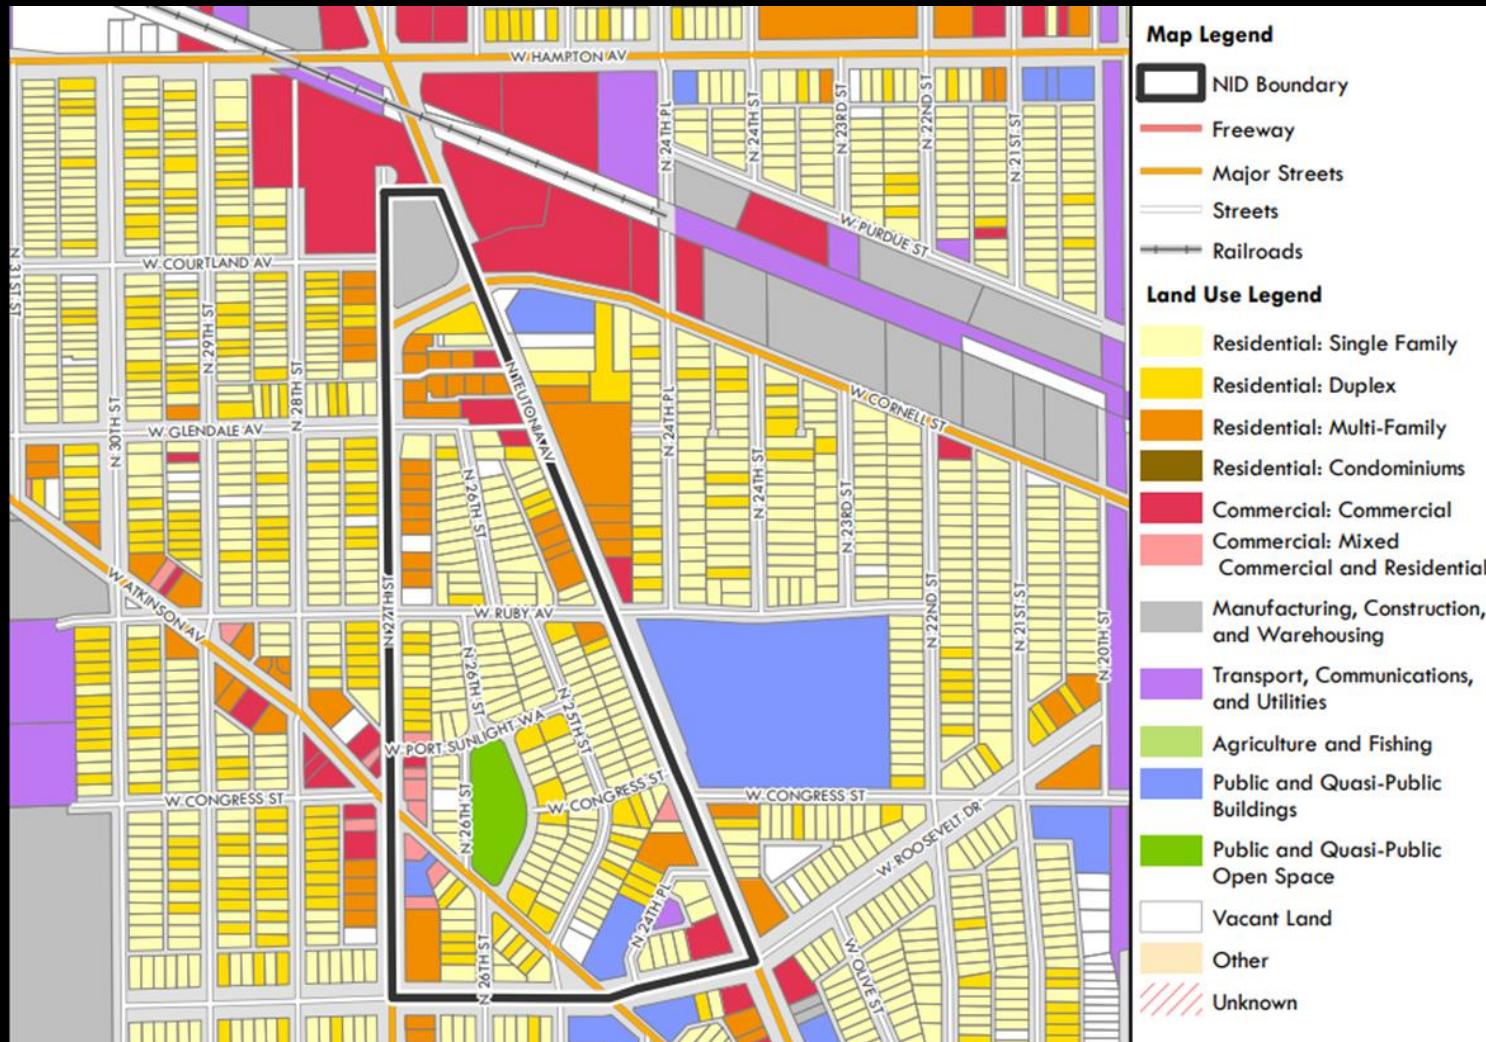 W HAMPTON AV
N 24TH PL
N 24TH ST
N 23RD ST
N 22ND ST
N 21ST ST
W PURDUE ST
N 31ST ST
W COURTLAND AV
N 29TH ST
N 28TH ST
N 30TH ST
W GLENDALE AV
N TEUTONIA AV
N 24TH PL
W CORNELL ST
N 26TH ST
N 24TH ST
N 23RD ST
W ATKINSON AV
N 27TH ST
W RUBY AV
N 22ND ST
N 21ST ST
N 20TH ST
N 26TH ST
N 25TH ST
W PORT SUNLIGHT WA
W CONGRESS ST
N 26TH ST
W CONGRESS ST
W CONGRESS ST
W ROOSEVELT DR
N 24TH PL
N 26TH ST
W OLIVE ST
Map Legend
NID Boundary
Freeway
Major Streets
Streets
Railroads
Land Use Legend
Residential: Single Family
Residential: Duplex
Residential: Multi-Family
Residential: Condominiums
Commercial: Commercial
Commercial: Mixed
Commercial and Residential
Manufacturing, Construction,
and Warehousing
Transport, Communications,
and Utilities
Agriculture and Fishing
Public and Quasi-Public
Buildings
Public and Quasi-Public
Open Space
Vacant Land
Other
Unknown